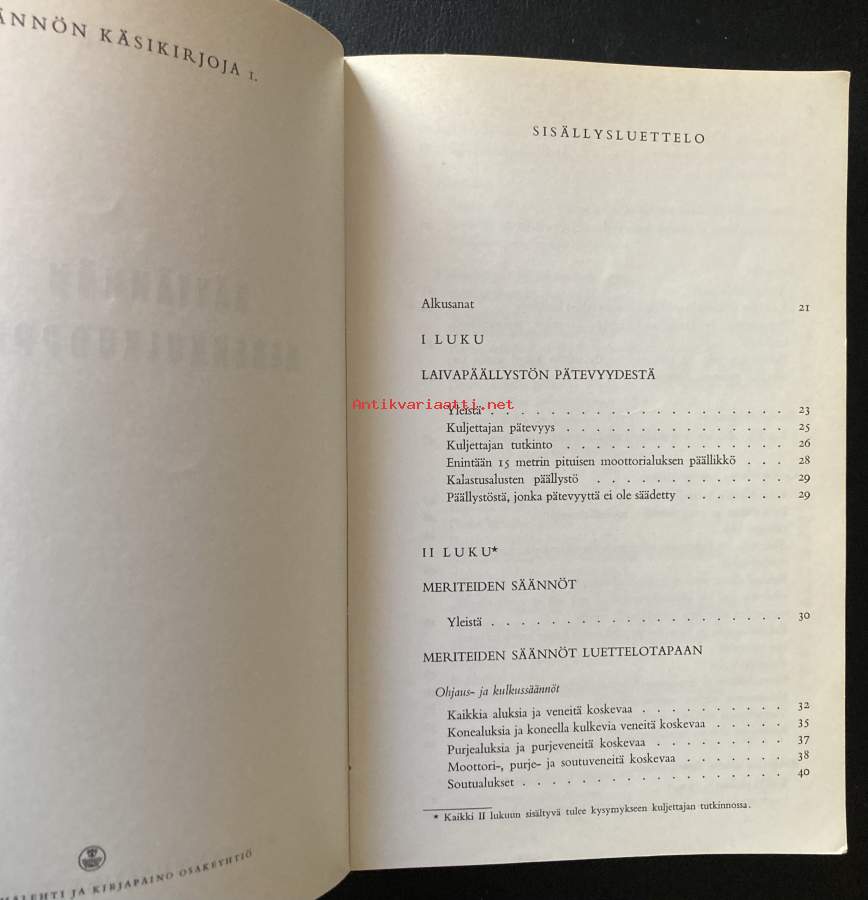 KÄSIKIRJOJA 1.
JA KIRJAPAINO OSAKEYHTIÖ
SISÄLLYSLUETTELO
Alkusanat 21
I LUKU
LAIVAPÄÄLLYSTÖN PÄTEVYYDESTÄ
Antikvariaatti.net
Yleistä . . . . . . . . . . . . . . . . . . 23
Kuljettajan pätevyys . . . . . . . . . . . . . . 25
Kuljettajan tutkinto . . . . . . . . . . . . . . 26
Enintään 15 metrin pituisen moottorialuksen päällikkö . . . 28
Kalastusalusten päällystö . . . . . . . . . . . . 29
Päällystöstä, jonka pätevyyttä ei ole säädetty . . . . . . 29
II LUKU*
MERITEIDEN SÄÄNNÖT
Yleistä . . . . . . . . . . . . . . . . . . 30
MERITEIDEN SÄÄNNÖT LUETTELOTAPAAN
Ohjaus- ja kulkussäännöt
Kaikkia aluksia ja veneitä koskevaa . . . . . . . . . 32
Konealuksia ja koneella kulkevia veneitä koskevaa . . . . . 35
Purjealuksia ja purjeveneitä koskevaa . . . . . . . . 37
Moottori-, purje- ja soutuveneitä koskevaa . . . . . . 38
Soutualukset . . . . . . . . . . . . . . . . 40
* Kaikki II lukuun sisältyvä tulee kysymykseen kuljettajan tutkinnossa.